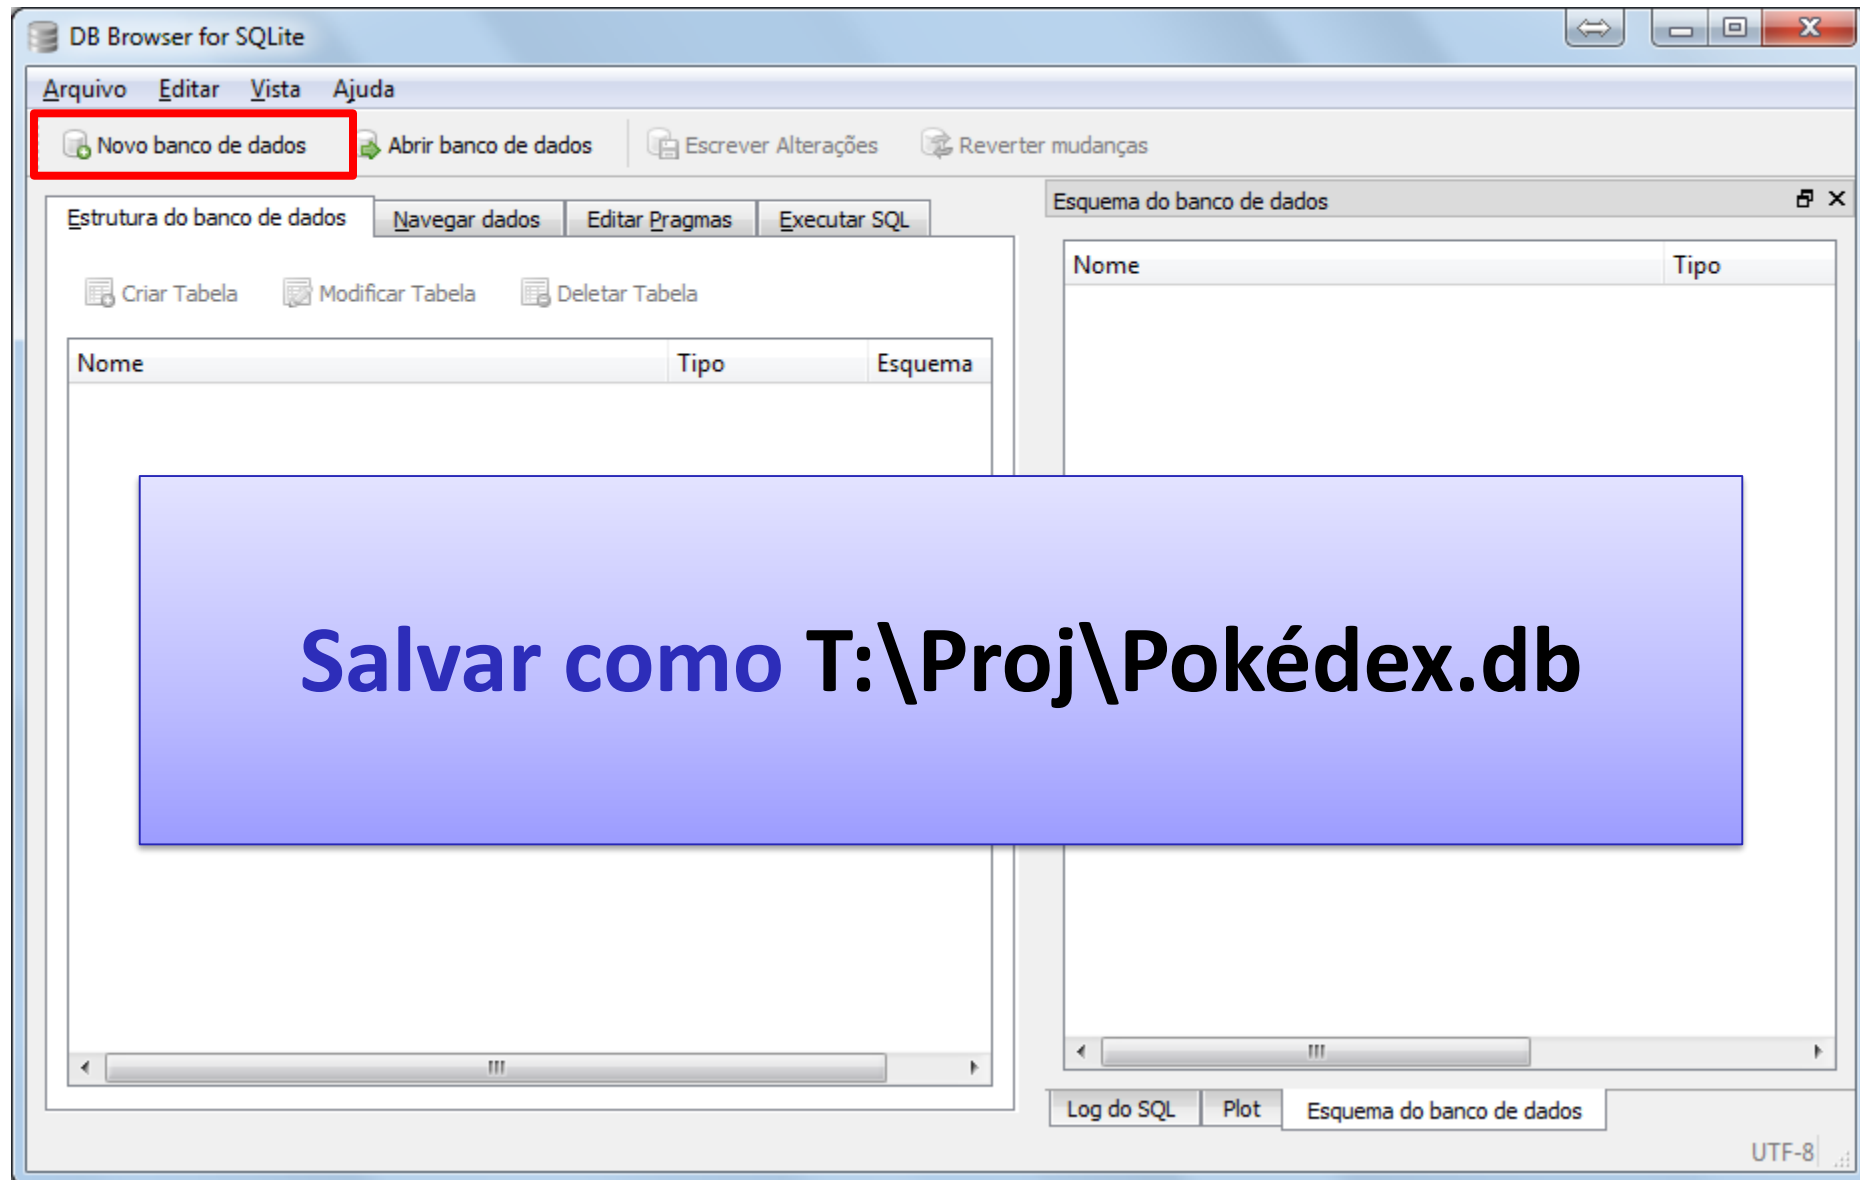 DB Browser for SQLite
Arquivo Editar Vista Ajuda
Novo banco de dados Abrir banco de dados Escrever Alterações Reverter mudanças
Estrutura do banco de dados Navegar dados Editar Pragmas Executar SQL
Criar Tabela Modificar Tabela Deletar Tabela
Nome Tipo Esquema
Esquema do banco de dados
Nome Tipo
Salvar como T:\Proj\Pokédex.db
Log do SQL Plot Esquema do banco de dados
UTF-8